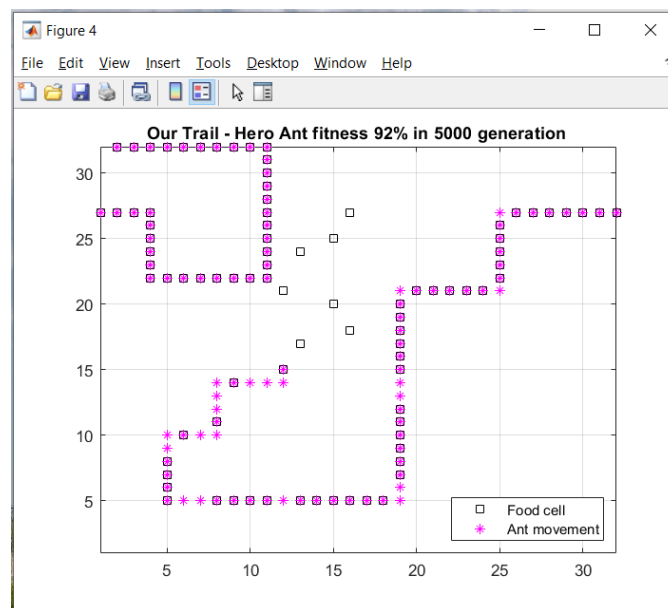 Figure 4
File Edit View Insert Tools Desktop Window Help
Our Trail - Hero Ant fitness 92% in 5000 generation
30
25
20
15
10
5
Food cell
Ant movement
5 10 15 20 25 30